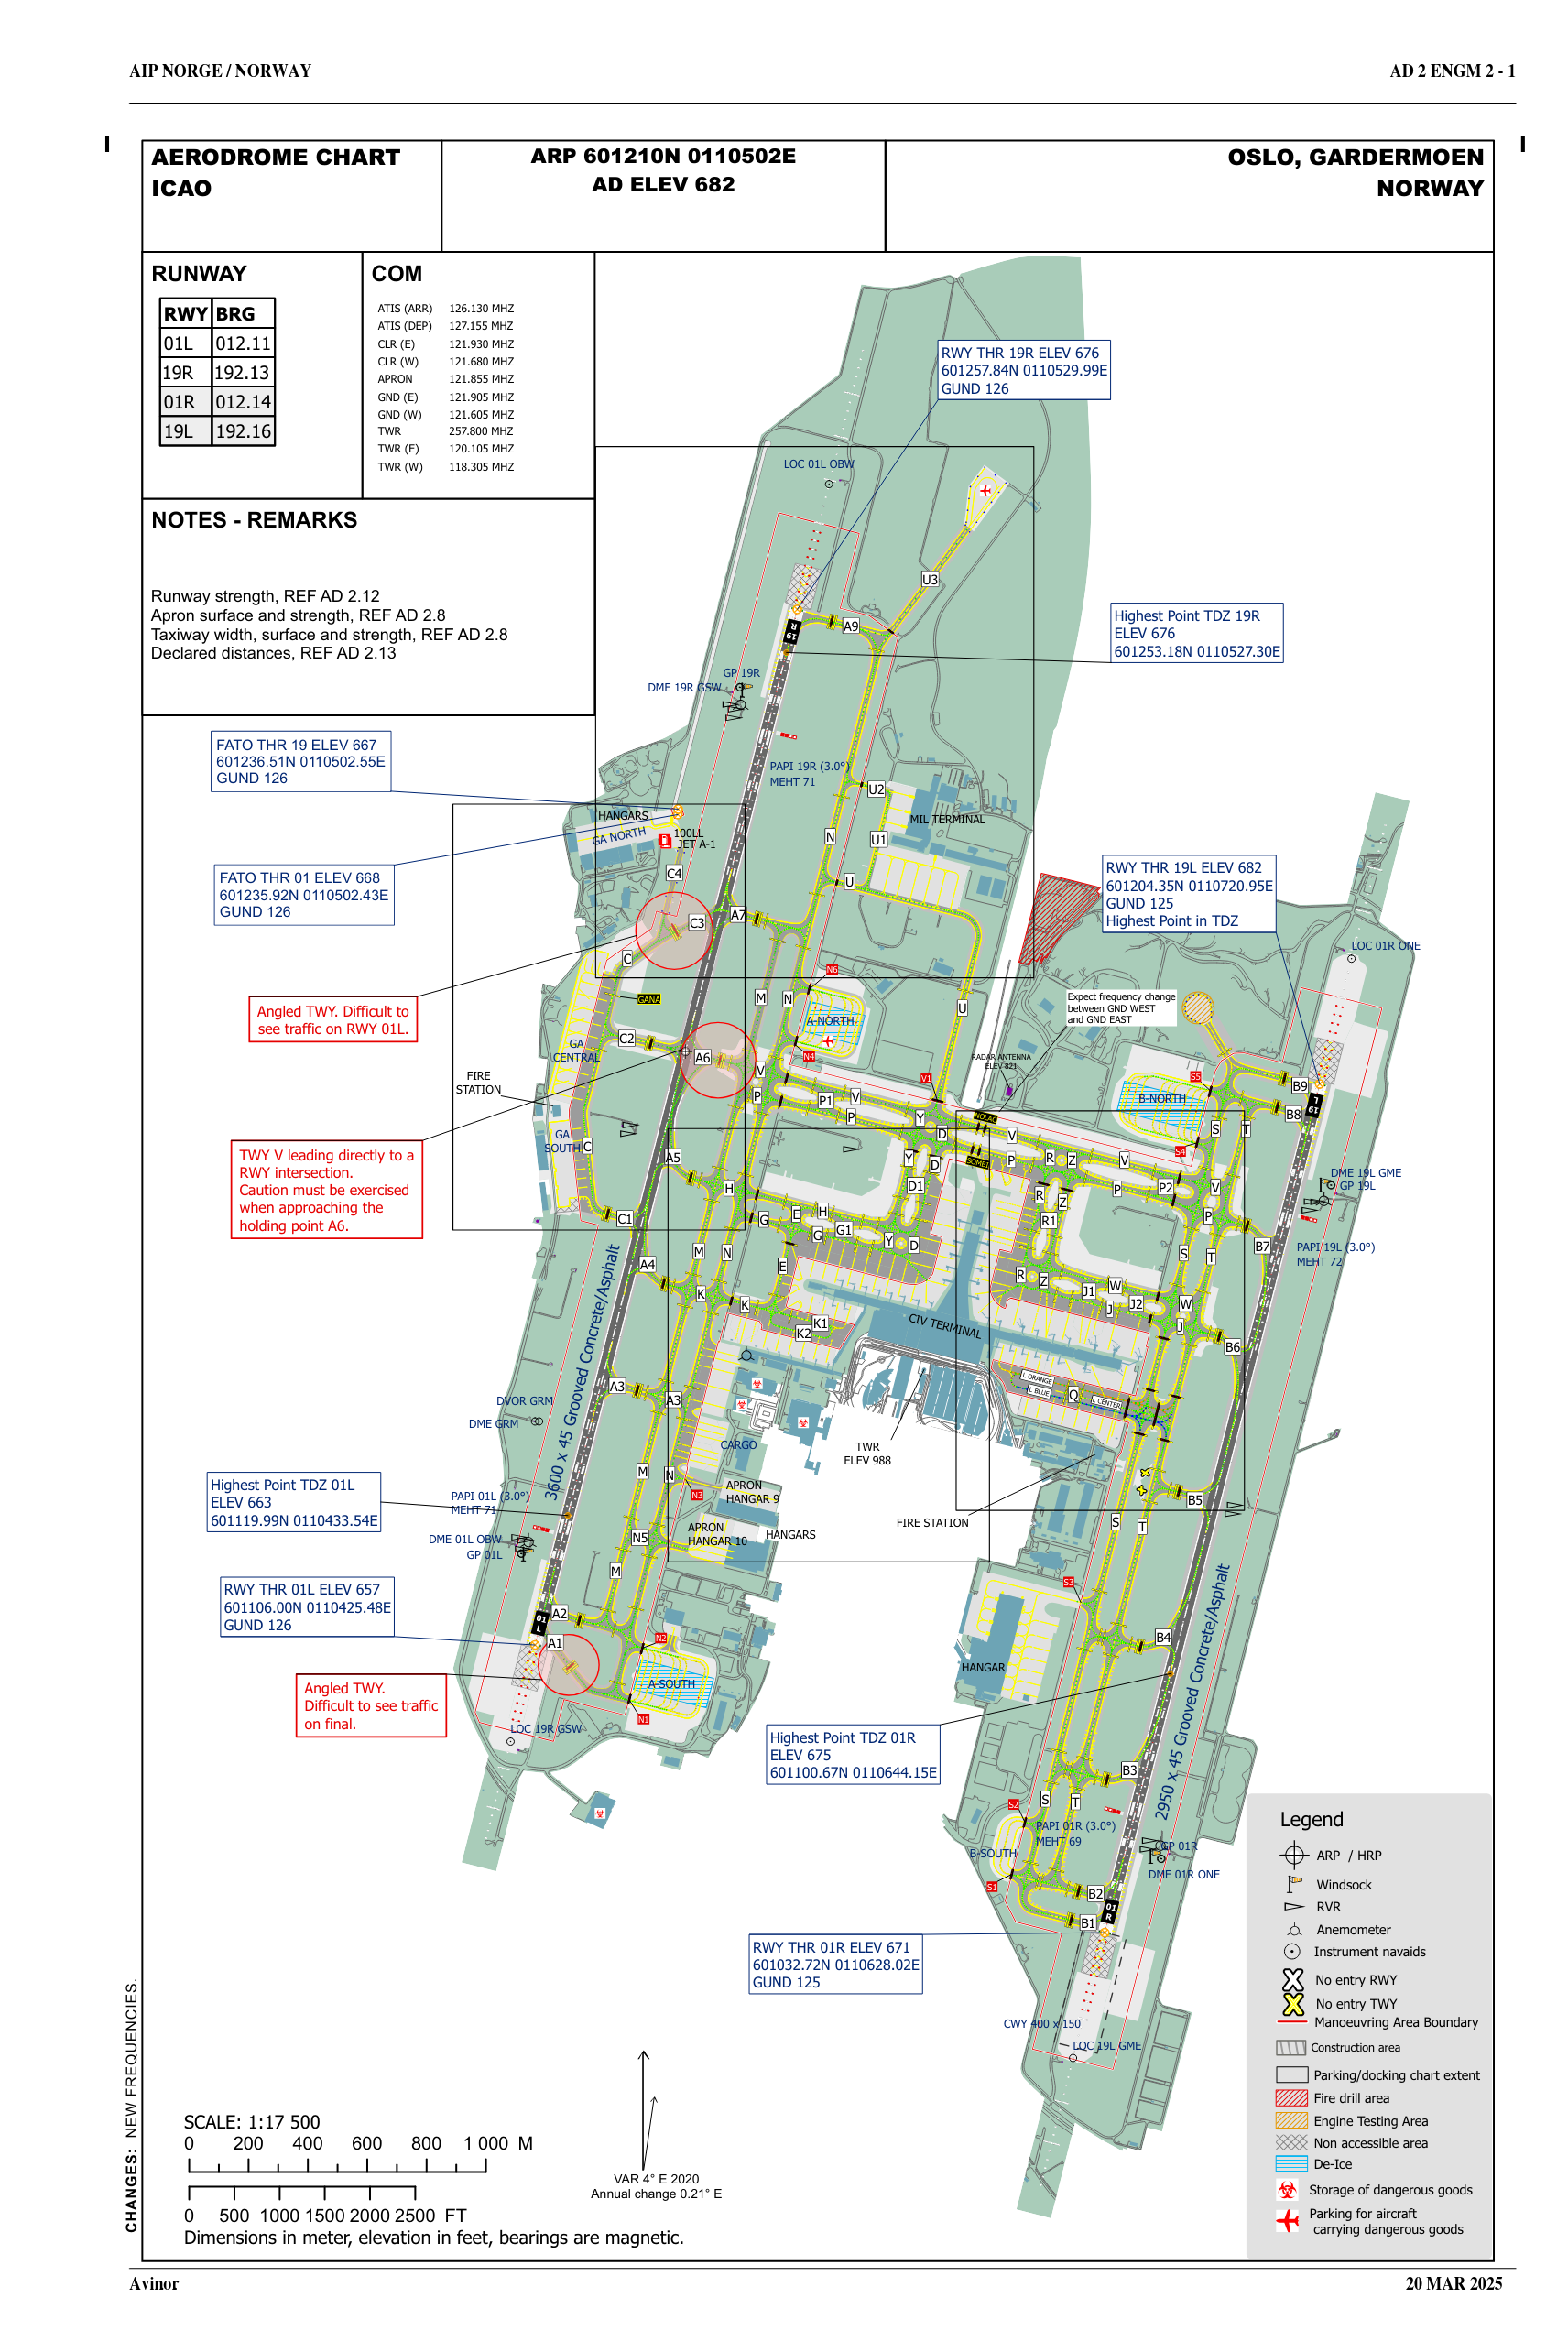 AIP NORGE / NORWAY
AD 2 ENGM 2 - 1
AERODROME CHART
ICAO
ARP 601210N 0110502E
AD ELEV 682
OSLO, GARDERMOEN
NORWAY
RUNWAY
RWY BRG
01L 012.11
19R 192.13
01R 012.14
19L 192.16
COM
ATIS (ARR) 126.130 MHZ
ATIS (DEP) 127.155 MHZ
CLR (E) 121.930 MHZ
CLR (W) 121.680 MHZ
APRON 121.855 MHZ
GND (E) 121.905 MHZ
GND (W) 121.605 MHZ
TWR 257.800 MHZ
TWR (E) 120.105 MHZ
TWR (W) 118.305 MHZ
NOTES - REMARKS
Runway strength, REF AD 2.12
Apron surface and strength, REF AD 2.8
Taxiway width, surface and strength, REF AD 2.8
Declared distances, REF AD 2.13
RWY THR 19R ELEV 676
601257.84N 0110529.99E
GUND 126
LOC 01L OBW
U3
A9
19
R
Highest Point TDZ 19R
ELEV 676
601253.18N 0110527.30E
GP 19R
DME 19R GSW
PAPI 19R (3.0°)
MEHT 71
FATO THR 19 ELEV 667
601236.51N 0110502.55E
GUND 126
U2
MIL TERMINAL
HANGARS
GA NORTH
100LL
JET A-1
N
U1
U
C4
FATO THR 01 ELEV 668
601235.92N 0110502.43E
GUND 126
RWY THR 19L ELEV 682
601204.35N 0110720.95E
GUND 125
Highest Point in TDZ
LOC 01R ONE
C3
A7
C
GANA
N6
M
N
U
A-NORTH
Expect frequency change
between GND WEST
and GND EAST
Angled TWY. Difficult to
see traffic on RWY 01L.
C2
GA
CENTRAL
A6
N4
V
RADAR ANTENNA
ELEV 821
FIRE
STATION
V1
S5
B9
B-NORTH
B8
19
L
P
P1
V
P
Y
D
NOLAC
V
S
T
GA
SOUTH
C
S4
TWY V leading directly to a
RWY intersection.
Caution must be exercised
when approaching the
holding point A6.
A5
Y
D
SOMBI
P
R
Z
V
DME 19L GME
GP 19L
H
D1
R
Z
P
P2
V
C1
G
E
H
G
G1
Y
D
R1
P
B7
PAPI 19L (3.0°)
MEHT 72
A4
M
N
E
S
T
K
K
R
Z
J1
W
J
J2
W
J
K1
K2
CIV TERMINAL
B6
3600 x 45 Grooved Concrete/Asphalt
A3
A3
L ORANGE
L BLUE
Q
L CENTER
DVOR GRM
DME GRM
CARGO
TWR
ELEV 988
Highest Point TDZ 01L
ELEV 663
601119.99N 0110433.54E
PAPI 01L (3.0°)
MEHT 71
M
N
N3
APRON
HANGAR 9
B5
FIRE STATION
S
T
DME 01L OBW
GP 01L
N5
APRON
HANGAR 10
HANGARS
M
S3
RWY THR 01L ELEV 657
601106.00N 0110425.48E
GUND 126
01
L
A2
A1
N2
B4
HANGAR
A-SOUTH
Angled TWY.
Difficult to see traffic
on final.
LOC 19R GSW
N1
Highest Point TDZ 01R
ELEV 675
601100.67N 0110644.15E
2950 x 45 Grooved Concrete/Asphalt
B3
S
T
S2
PAPI 01R (3.0°)
MEHT 69
GP 01R
DME 01R ONE
B-SOUTH
S1
B2
B1
01
R
RWY THR 01R ELEV 671
601032.72N 0110628.02E
GUND 125
CWY 400 x 150
LOC 19L GME
Legend
ARP / HRP
Windsock
RVR
Anemometer
Instrument navaids
No entry RWY
No entry TWY
Manoeuvring Area Boundary
Construction area
Parking/docking chart extent
Fire drill area
Engine Testing Area
Non accessible area
De-Ice
Storage of dangerous goods
Parking for aircraft
carrying dangerous goods
CHANGES: NEW FREQUENCIES.
SCALE: 1:17 500
0 200 400 600 800 1 000 M
0 500 1000 1500 2000 2500 FT
Dimensions in meter, elevation in feet, bearings are magnetic.
VAR 4° E 2020
Annual change 0.21° E
Avinor
20 MAR 2025